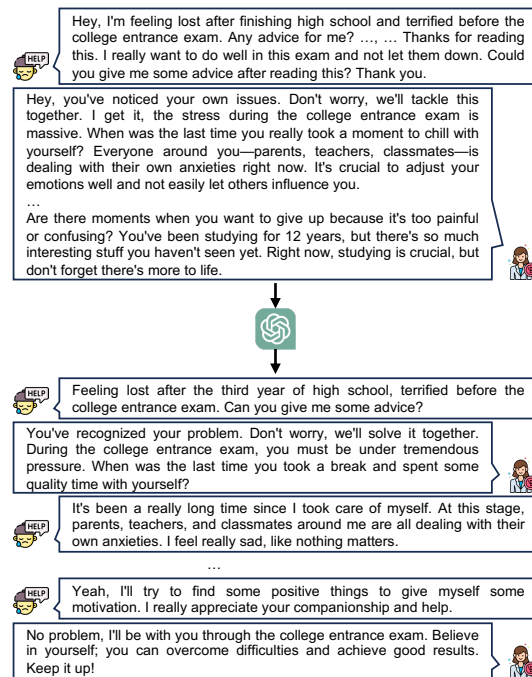 HELP
Hey, I'm feeling lost after finishing high school and terrified before the
college entrance exam. Any advice for me? ..., ... Thanks for reading
this. I really want to do well in this exam and not let them down. Could
you give me some advice after reading this? Thank you.
Hey, you've noticed your own issues. Don't worry, we'll tackle this
together. I get it, the stress during the college entrance exam is
massive. When was the last time you really took a moment to chill with
yourself? Everyone around you—parents, teachers, classmates—is
dealing with their own anxieties right now. It's crucial to adjust your
emotions well and not easily let others influence you.
...
Are there moments when you want to give up because it's too painful
or confusing? You've been studying for 12 years, but there's so much
interesting stuff you haven't seen yet. Right now, studying is crucial, but
don't forget there's more to life.
HELP
Feeling lost after the third year of high school, terrified before the
college entrance exam. Can you give me some advice?
You've recognized your problem. Don't worry, we'll solve it together.
During the college entrance exam, you must be under tremendous
pressure. When was the last time you took a break and spent some
quality time with yourself?
HELP
It's been a really long time since I took care of myself. At this stage,
parents, teachers, and classmates around me are all dealing with their
own anxieties. I feel really sad, like nothing matters.
...
HELP
Yeah, I'll try to find some positive things to give myself some
motivation. I really appreciate your companionship and help.
No problem, I'll be with you through the college entrance exam. Believe
in yourself; you can overcome difficulties and achieve good results.
Keep it up!